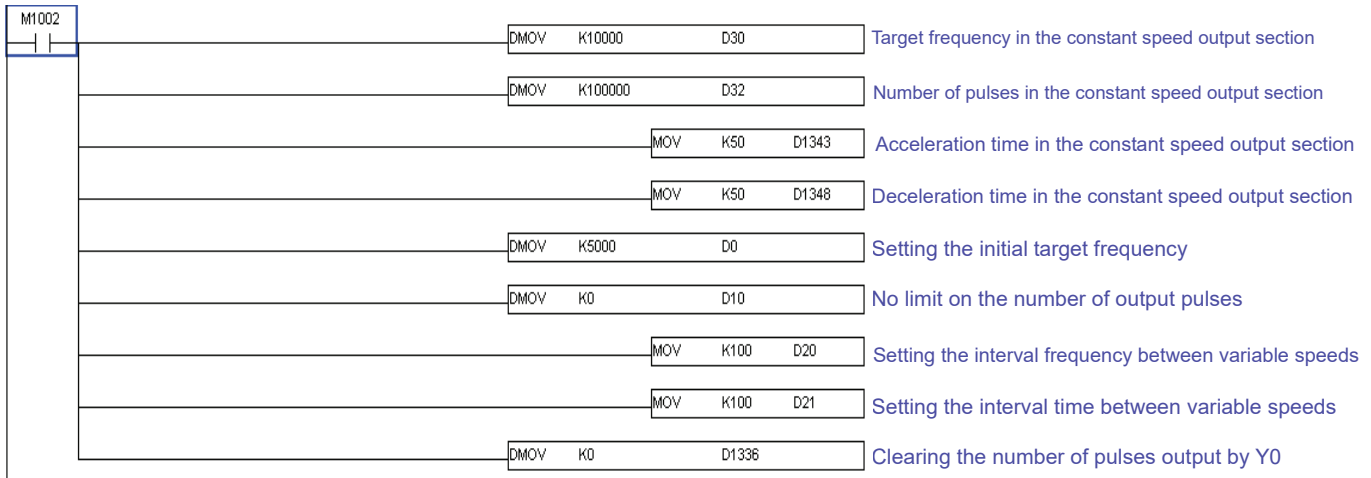 M1002
DMOV K10000 D30 Target frequency in the constant speed output section
DMOV K100000 D32 Number of pulses in the constant speed output section
MOV K50 D1343 Acceleration time in the constant speed output section
MOV K50 D1348 Deceleration time in the constant speed output section
DMOV K5000 D0 Setting the initial target frequency
DMOV K0 D10 No limit on the number of output pulses
MOV K100 D20 Setting the interval frequency between variable speeds
MOV K100 D21 Setting the interval time between variable speeds
DMOV K0 D1336 Clearing the number of pulses output by Y0